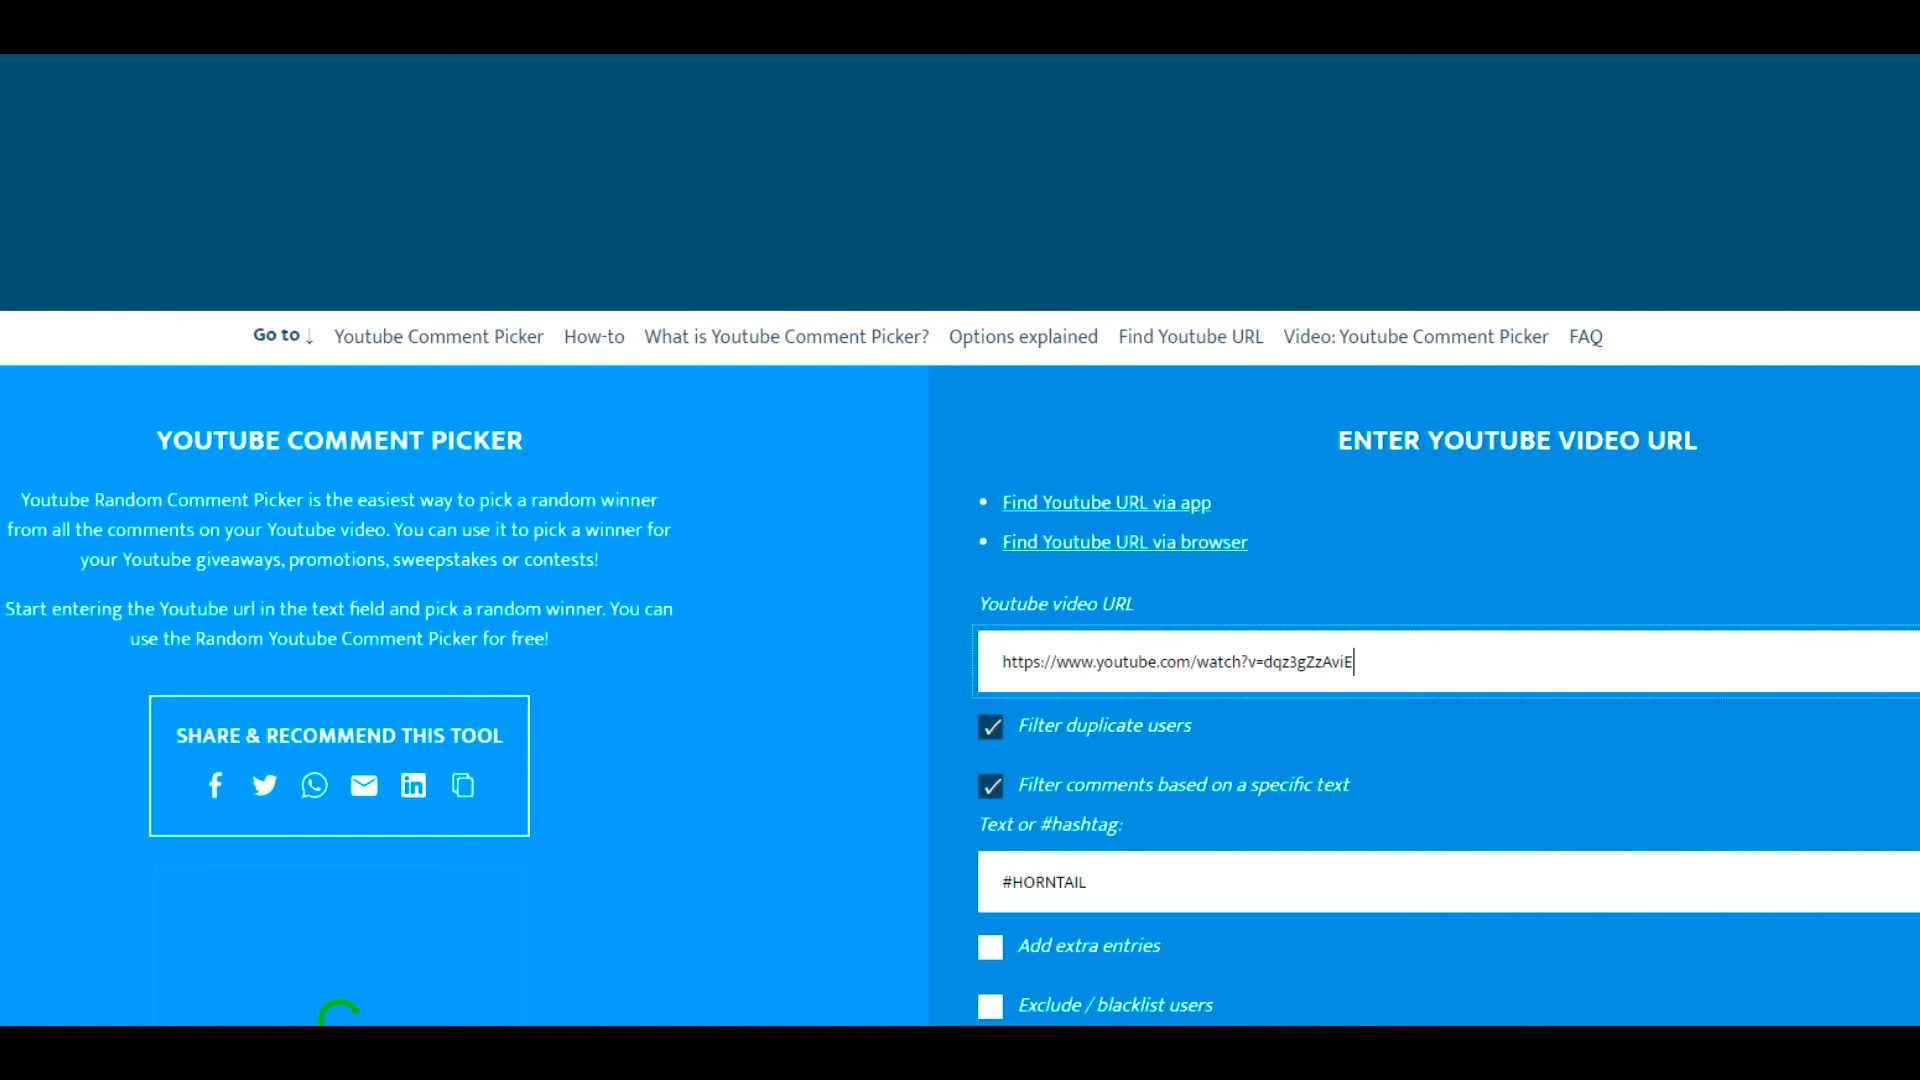 Go to ↓ Youtube Comment Picker How-to What is Youtube Comment Picker? Options explained Find Youtube URL Video: Youtube Comment Picker FAQ
YOUTUBE COMMENT PICKER
Youtube Random Comment Picker is the easiest way to pick a random winner
from all the comments on your Youtube video. You can use it to pick a winner for
your Youtube giveaways, promotions, sweepstakes or contests!
Start entering the Youtube url in the text field and pick a random winner. You can
use the Random Youtube Comment Picker for free!
SHARE & RECOMMEND THIS TOOL
ENTER YOUTUBE VIDEO URL
Find Youtube URL via app
Find Youtube URL via browser
Youtube video URL
https://www.youtube.com/watch?v=dqz3gZzAviE
Filter duplicate users
Filter comments based on a specific text
Text or #hashtag:
#HORNTAIL
Add extra entries
Exclude / blacklist users